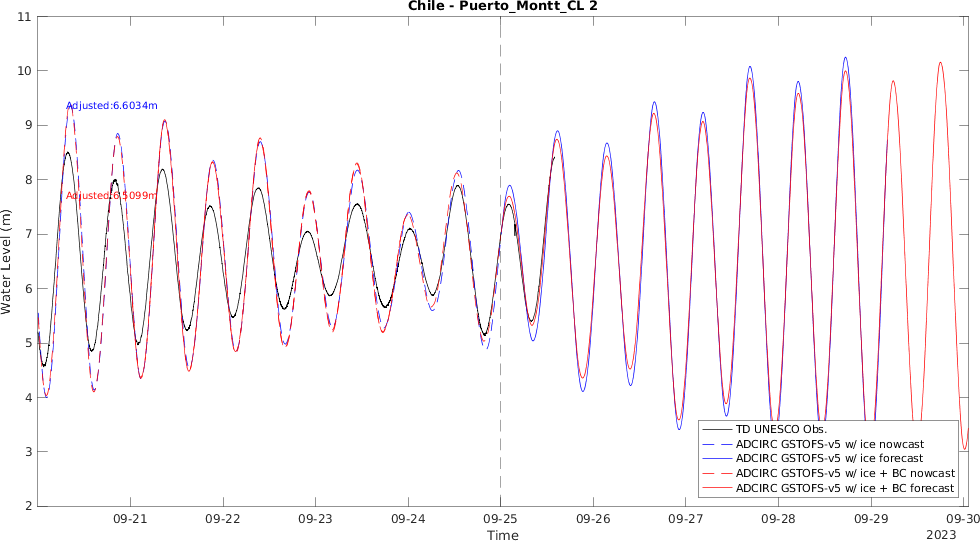 Chile - Puerto_Montt_CL 2
Water Level (m)
11
10
9
8
7
6
5
4
3
2
Adjusted:6.6034m
Adjusted:6.5099m
TD UNESCO Obs.
ADCIRC GSTOFS-v5 w/ ice nowcast
ADCIRC GSTOFS-v5 w/ ice forecast
ADCIRC GSTOFS-v5 w/ ice + BC nowcast
ADCIRC GSTOFS-v5 w/ ice + BC forecast
09-21 09-22 09-23 09-24 09-25 09-26 09-27 09-28 09-29 09-30
Time
2023